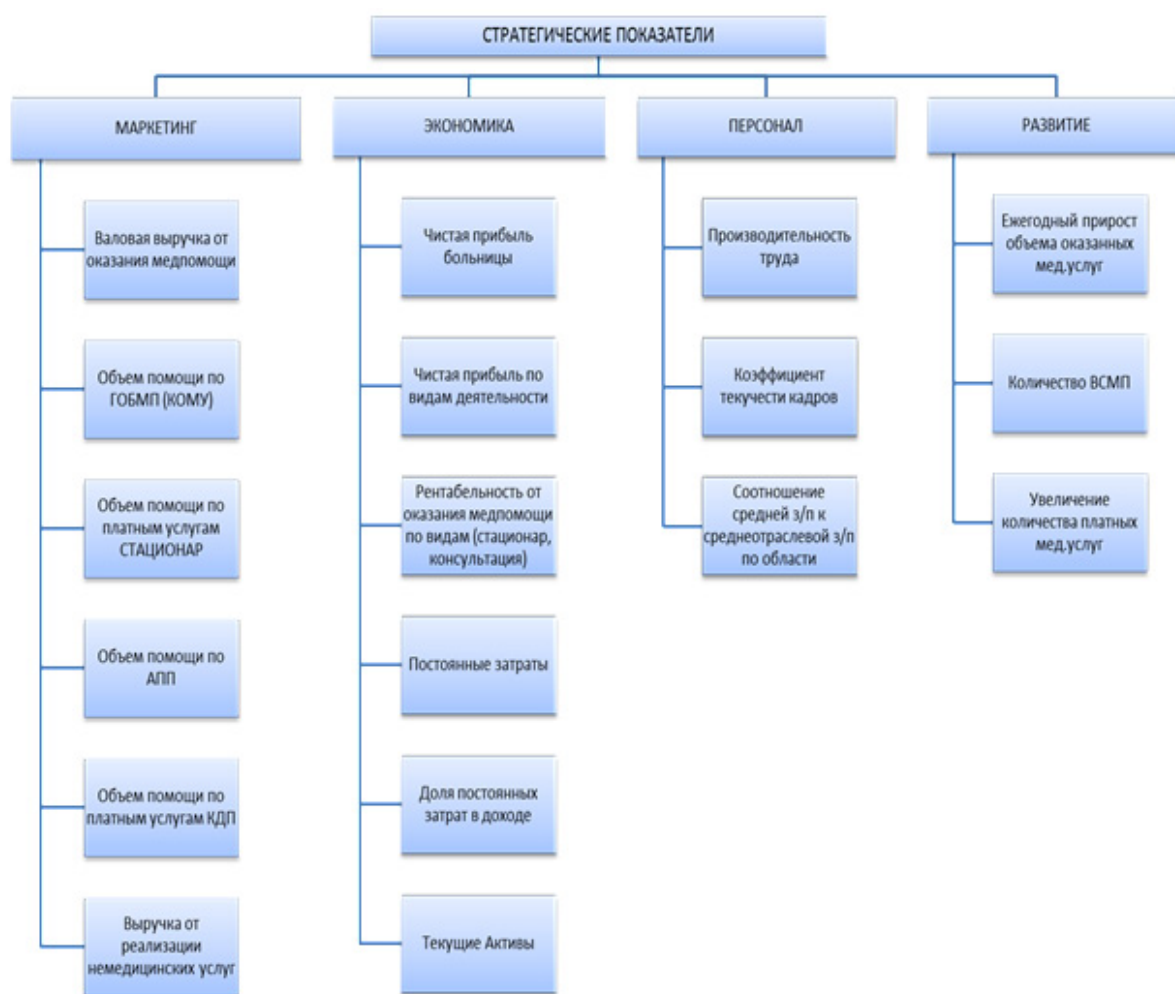 СТРАТЕГИЧЕСКИЕ ПОКАЗАТЕЛИ
МАРКЕТИНГ
Валовая выручка от
оказания медпомощи
Объем помощи по
ГОБМП (КОМУ)
Объем помощи по
платным услугам
СТАЦИОНАР
Объем помощи по
АПП
Объем помощи по
платным услугам КДП
Выручка от
реализации
немедицинских услуг
ЭКОНОМИКА
Чистая прибыль
больницы
Чистая прибыль по
видам деятельности
Рентабельность от
оказания медпомощи
по видам (стационар,
консультация)
Постоянные затраты
Доля постоянных
затрат в доходе
Текущие Активы
ПЕРСОНАЛ
Производительность
труда
Коэффициент
текучести кадров
Соотношение
средней з/п к
среднеотраслевой з/п
по области
РАЗВИТИЕ
Ежегодный прирост
объема оказанных
мед.услуг
Количество ВСМП
Увеличение
количества платных
мед.услуг